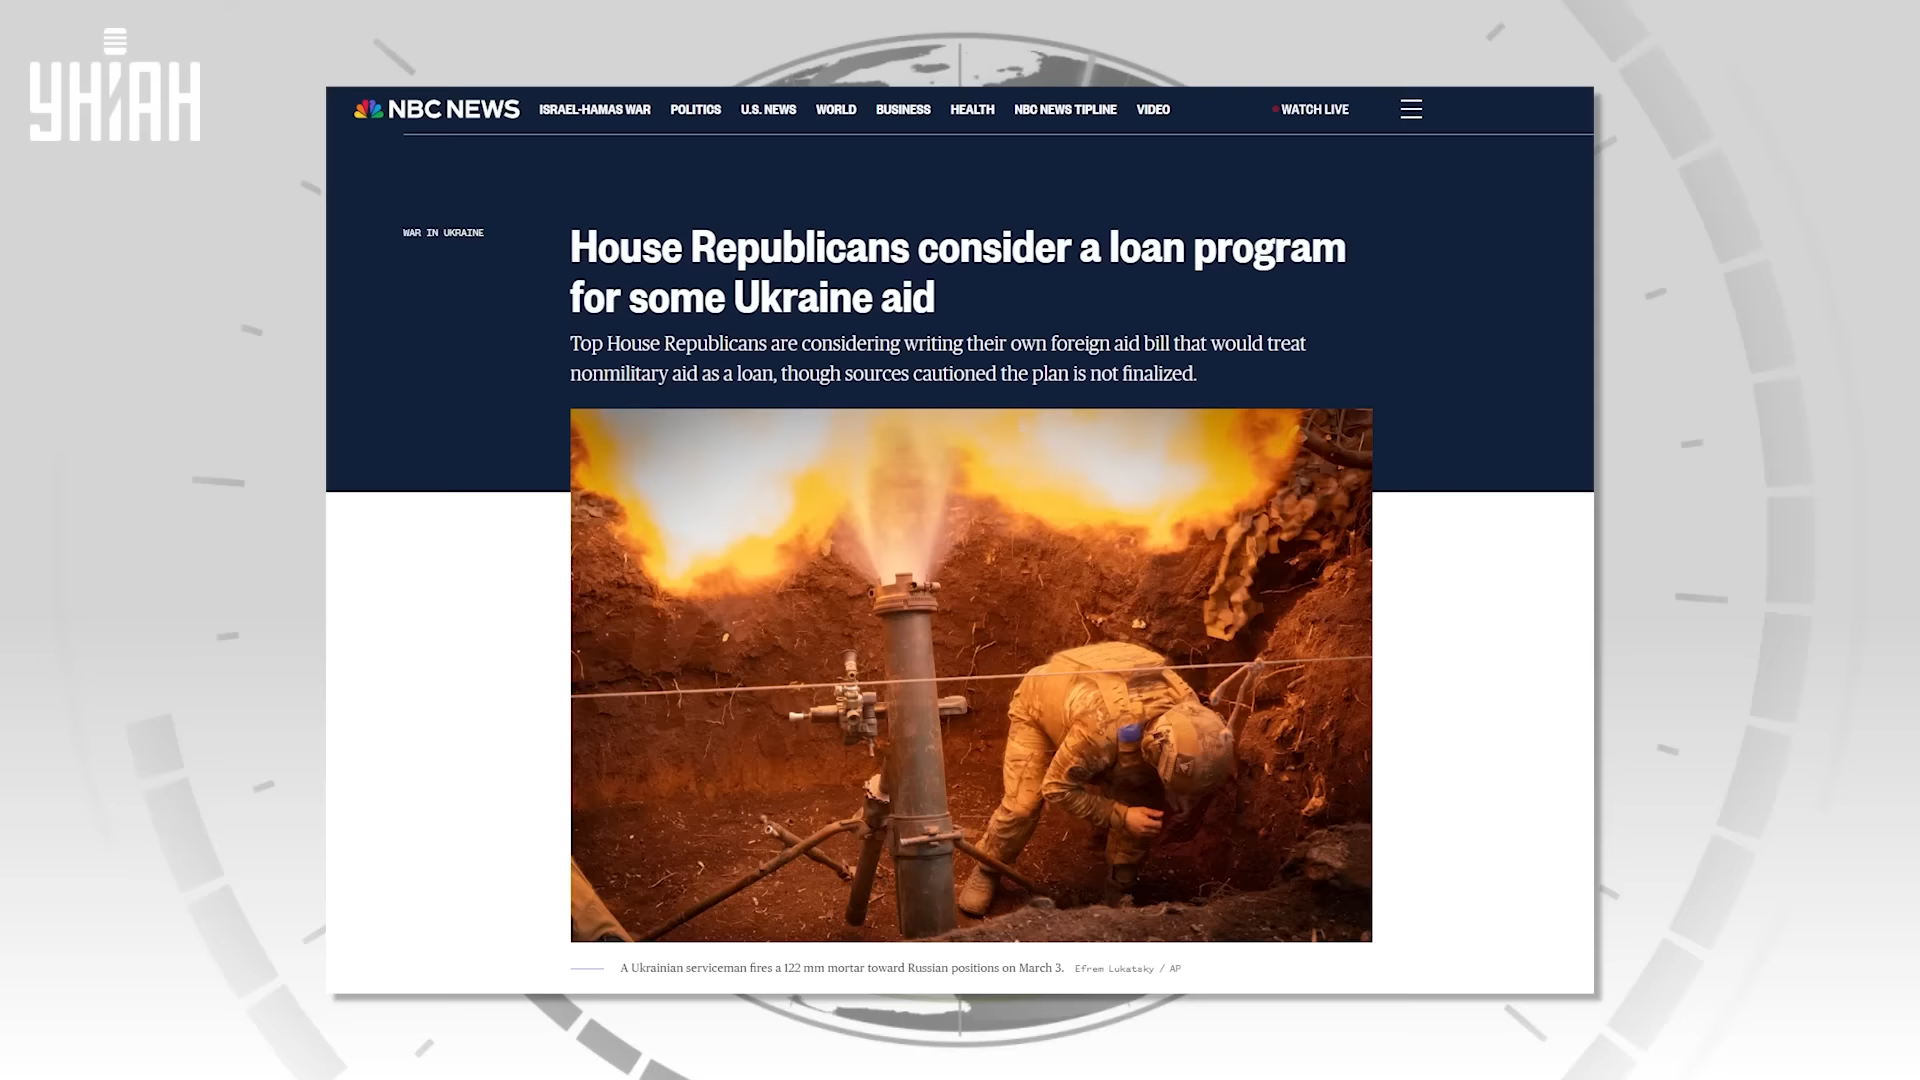 УНІАН
NBC NEWS
ISRAEL-HAMAS WAR POLITICS U.S. NEWS WORLD BUSINESS HEALTH NBC NEWS TIPLINE VIDEO WATCH LIVE
WAR IN UKRAINE
House Republicans consider a loan program
for some Ukraine aid
Top House Republicans are considering writing their own foreign aid bill that would treat
nonmilitary aid as a loan, though sources cautioned the plan is not finalized.
A Ukrainian serviceman fires a 122 mm mortar toward Russian positions on March 3. Efrem Lukatsky / AP